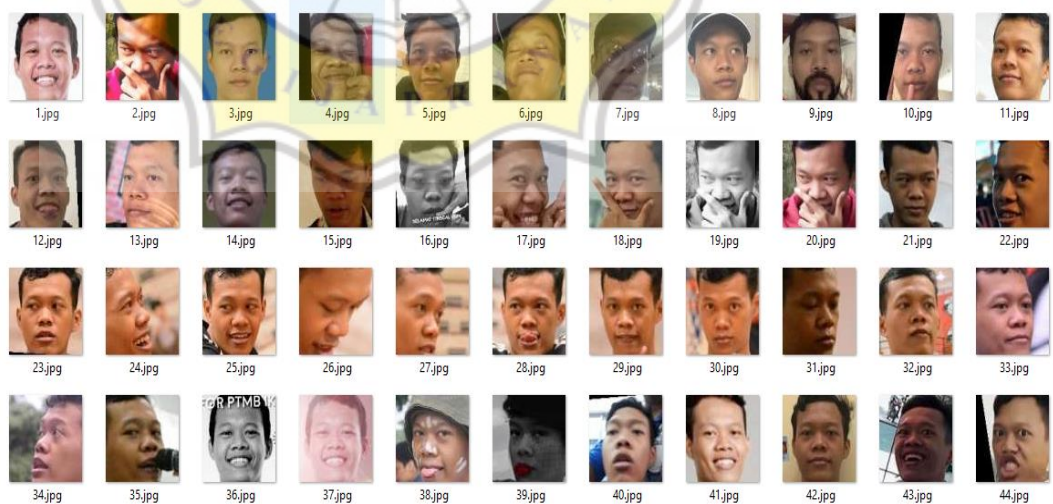 1.jpg 2.jpg 3.jpg 4.jpg 5.jpg 6.jpg 7.jpg 8.jpg 9.jpg 10.jpg 11.jpg
12.jpg 13.jpg 14.jpg 15.jpg 16.jpg 17.jpg 18.jpg 19.jpg 20.jpg 21.jpg 22.jpg
23.jpg 24.jpg 25.jpg 26.jpg 27.jpg 28.jpg 29.jpg 30.jpg 31.jpg 32.jpg 33.jpg
FOR PTMB
34.jpg 35.jpg 36.jpg 37.jpg 38.jpg 39.jpg 40.jpg 41.jpg 42.jpg 43.jpg 44.jpg